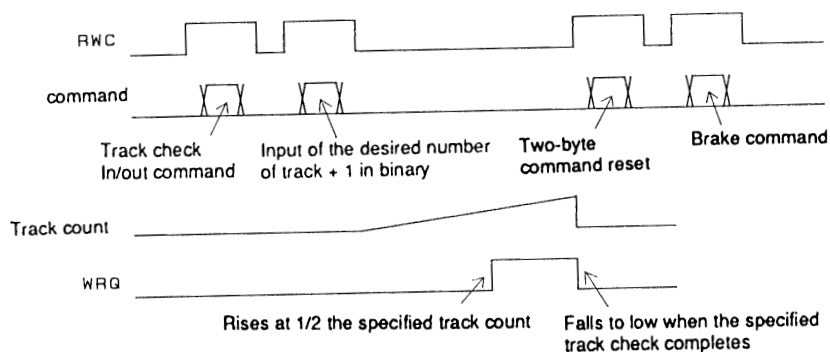 RWC
command
Track check
In/out command
Input of the desired number
of track + 1 in binary
Two-byte
command reset
Brake command
Track count
WRQ
Rises at 1/2 the specified track count
Falls to low when the specified
track check completes